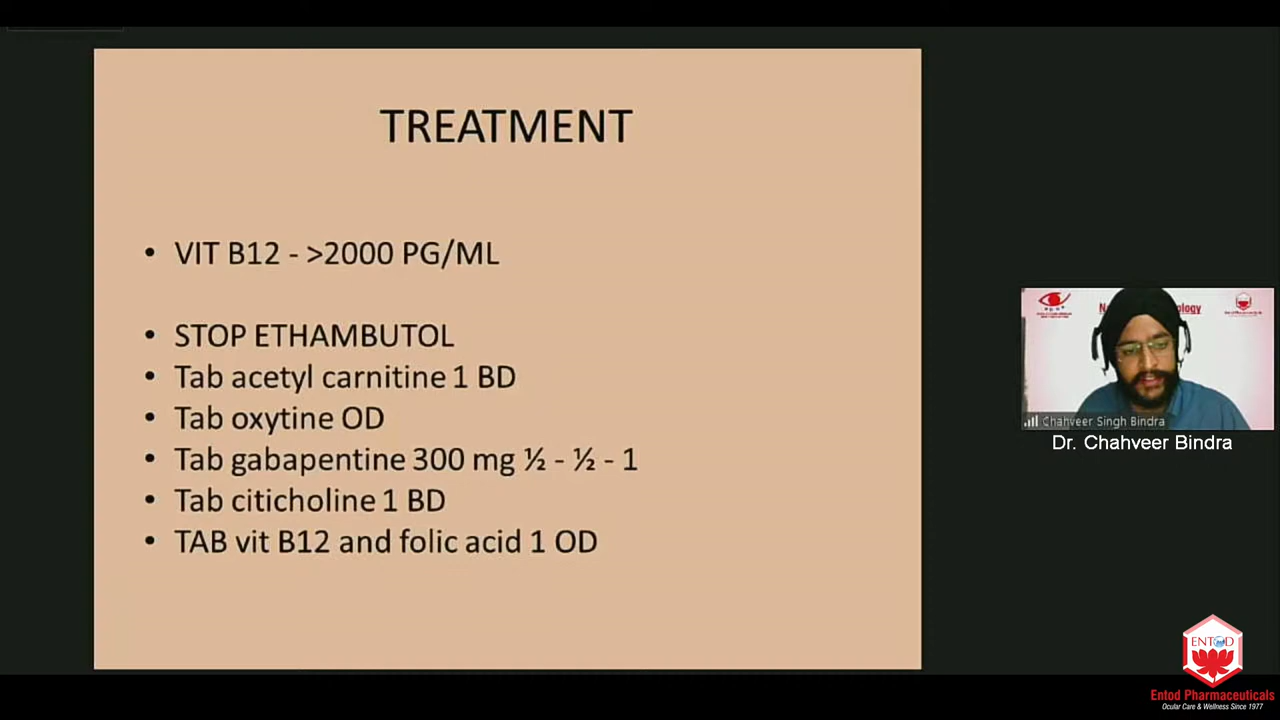 TREATMENT
• VIT B12 - >2000 PG/ML
• STOP ETHAMBUTOL
• Tab acetyl carnitine 1 BD
• Tab oxytine OD
• Tab gabapentine 300 mg ½ - ½ - 1
• Tab citicholine 1 BD
• TAB vit B12 and folic acid 1 OD
Chahveer Singh Bindra
Dr. Chahveer Bindra
ENTOD
Entod Pharmaceuticals
Ocular Care & Wellness Since 1977